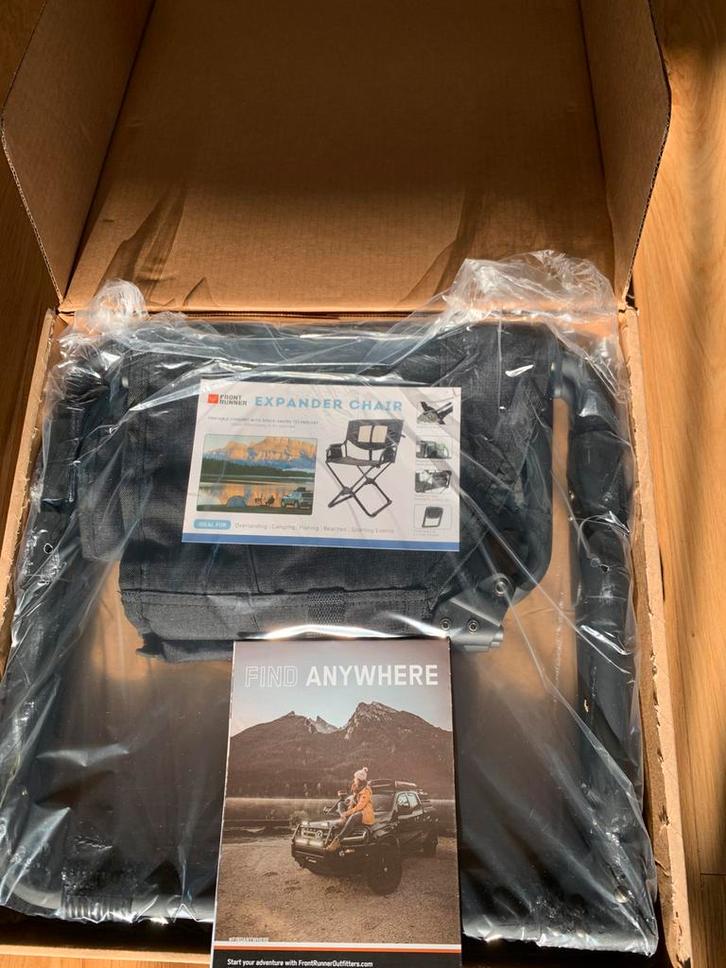 FRONT
RUNNER
EXPANDER CHAIR
IDEAL FOR Overlanding | Camping | Fishing | Beaches | Sporting Events
FIND ANYWHERE
#FINDANYWHERE
Start your adventure with FrontRunnerOutfitters.com